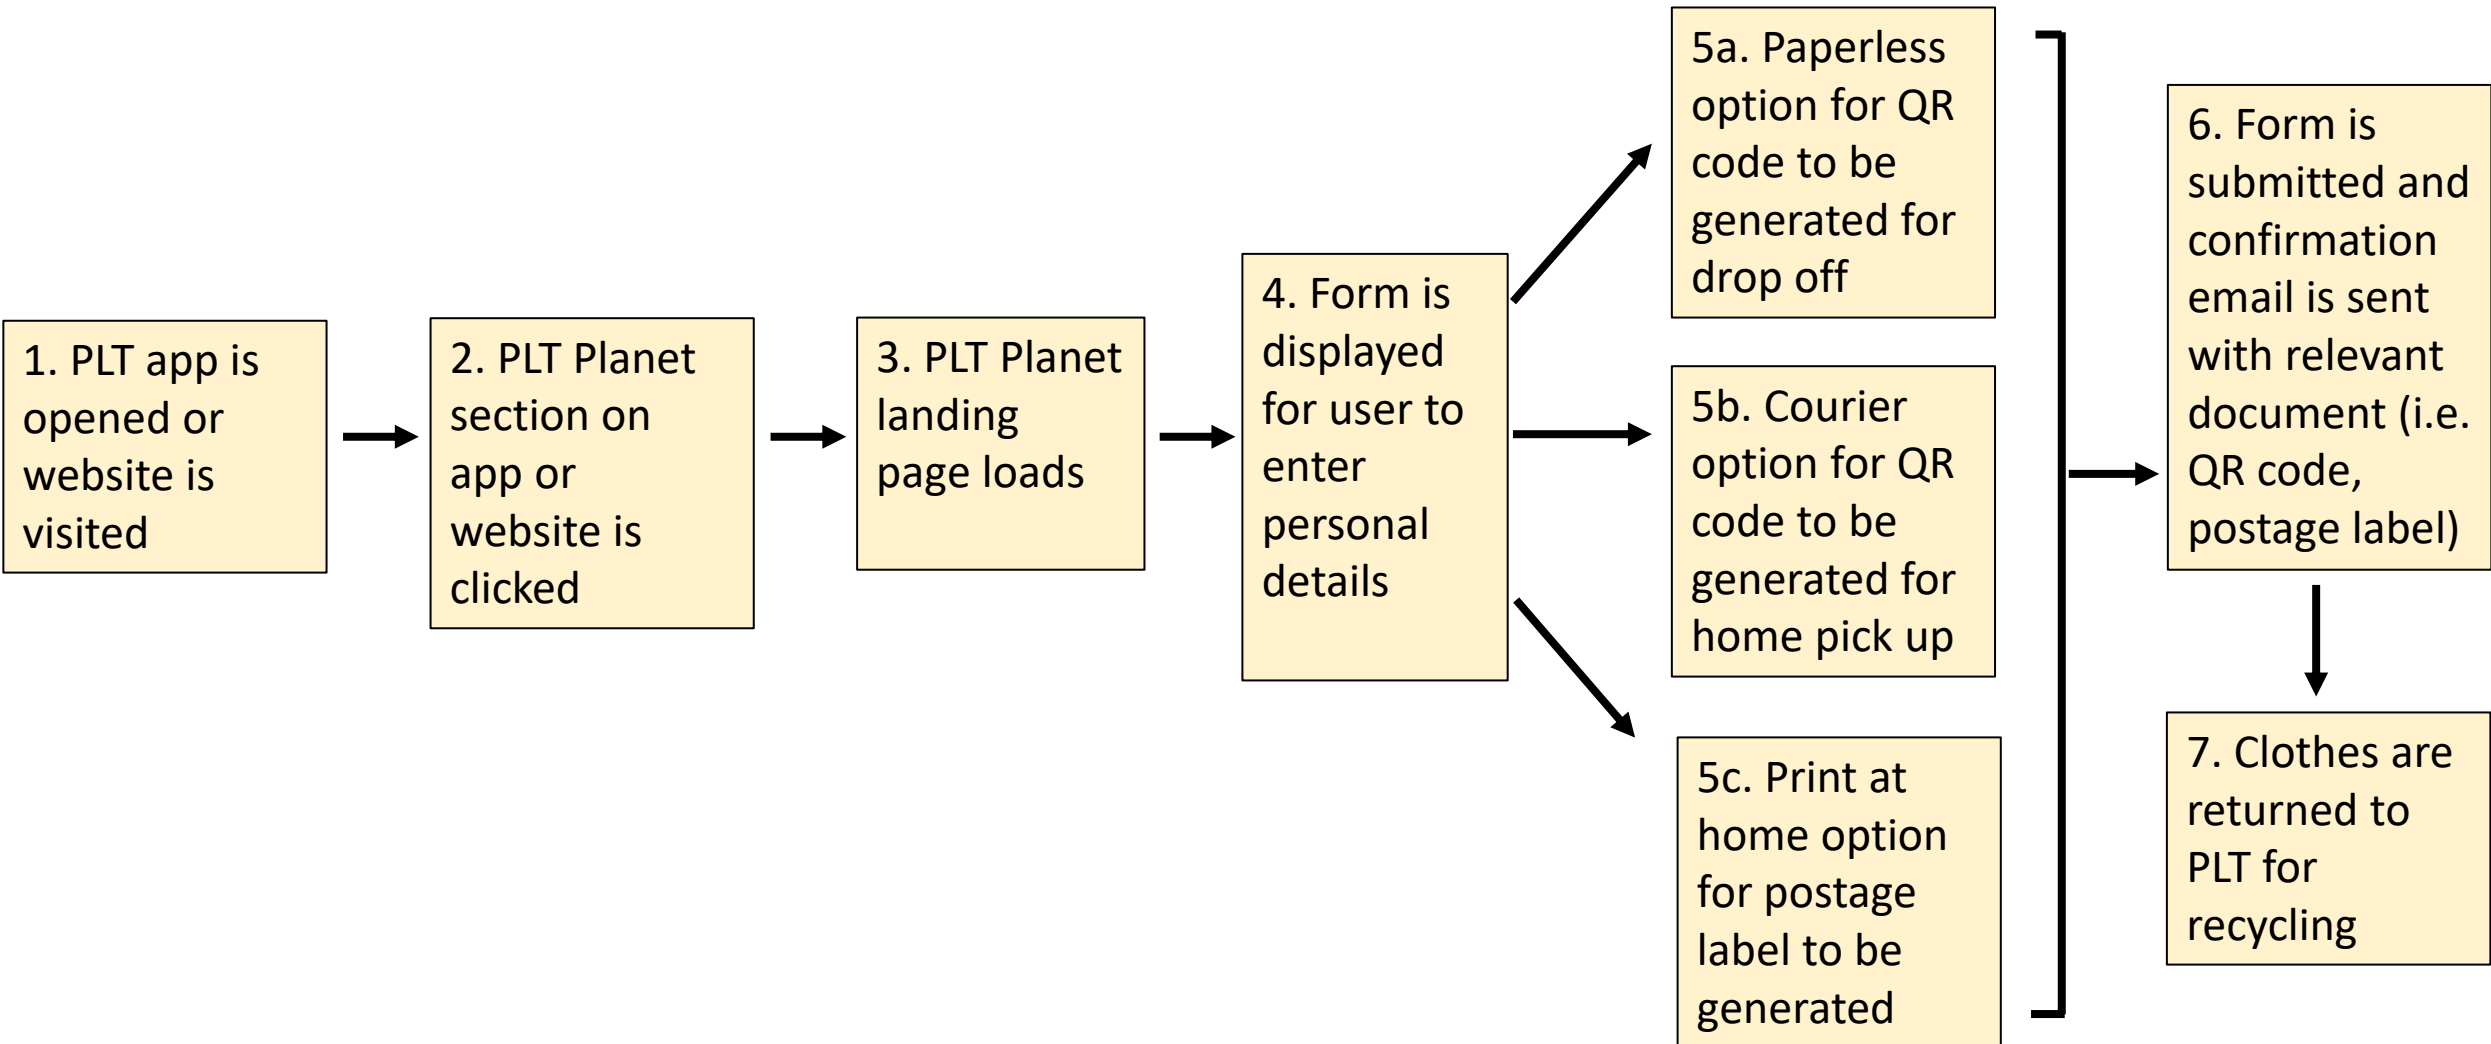 1. PLT app is
opened or
website is
visited
2. PLT Planet
section on
app or
website is
clicked
3. PLT Planet
landing
page loads
4. Form is
displayed
for user to
enter
personal
details
5a. Paperless
option for QR
code to be
generated for
drop off
5b. Courier
option for QR
code to be
generated for
home pick up
5c. Print at
home option
for postage
label to be
generated
6. Form is
submitted and
confirmation
email is sent
with relevant
document (i.e.
QR code,
postage label)
7. Clothes are
returned to
PLT for
recycling